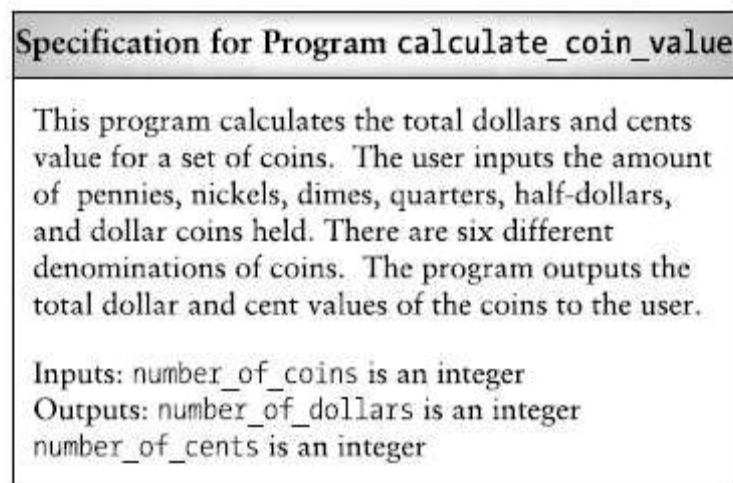 Specification for Program calculate_coin_value
This program calculates the total dollars and cents
value for a set of coins. The user inputs the amount
of pennies, nickels, dimes, quarters, half-dollars,
and dollar coins held. There are six different
denominations of coins. The program outputs the
total dollar and cent values of the coins to the user.
Inputs: number_of_coins is an integer
Outputs: number_of_dollars is an integer
number_of_cents is an integer